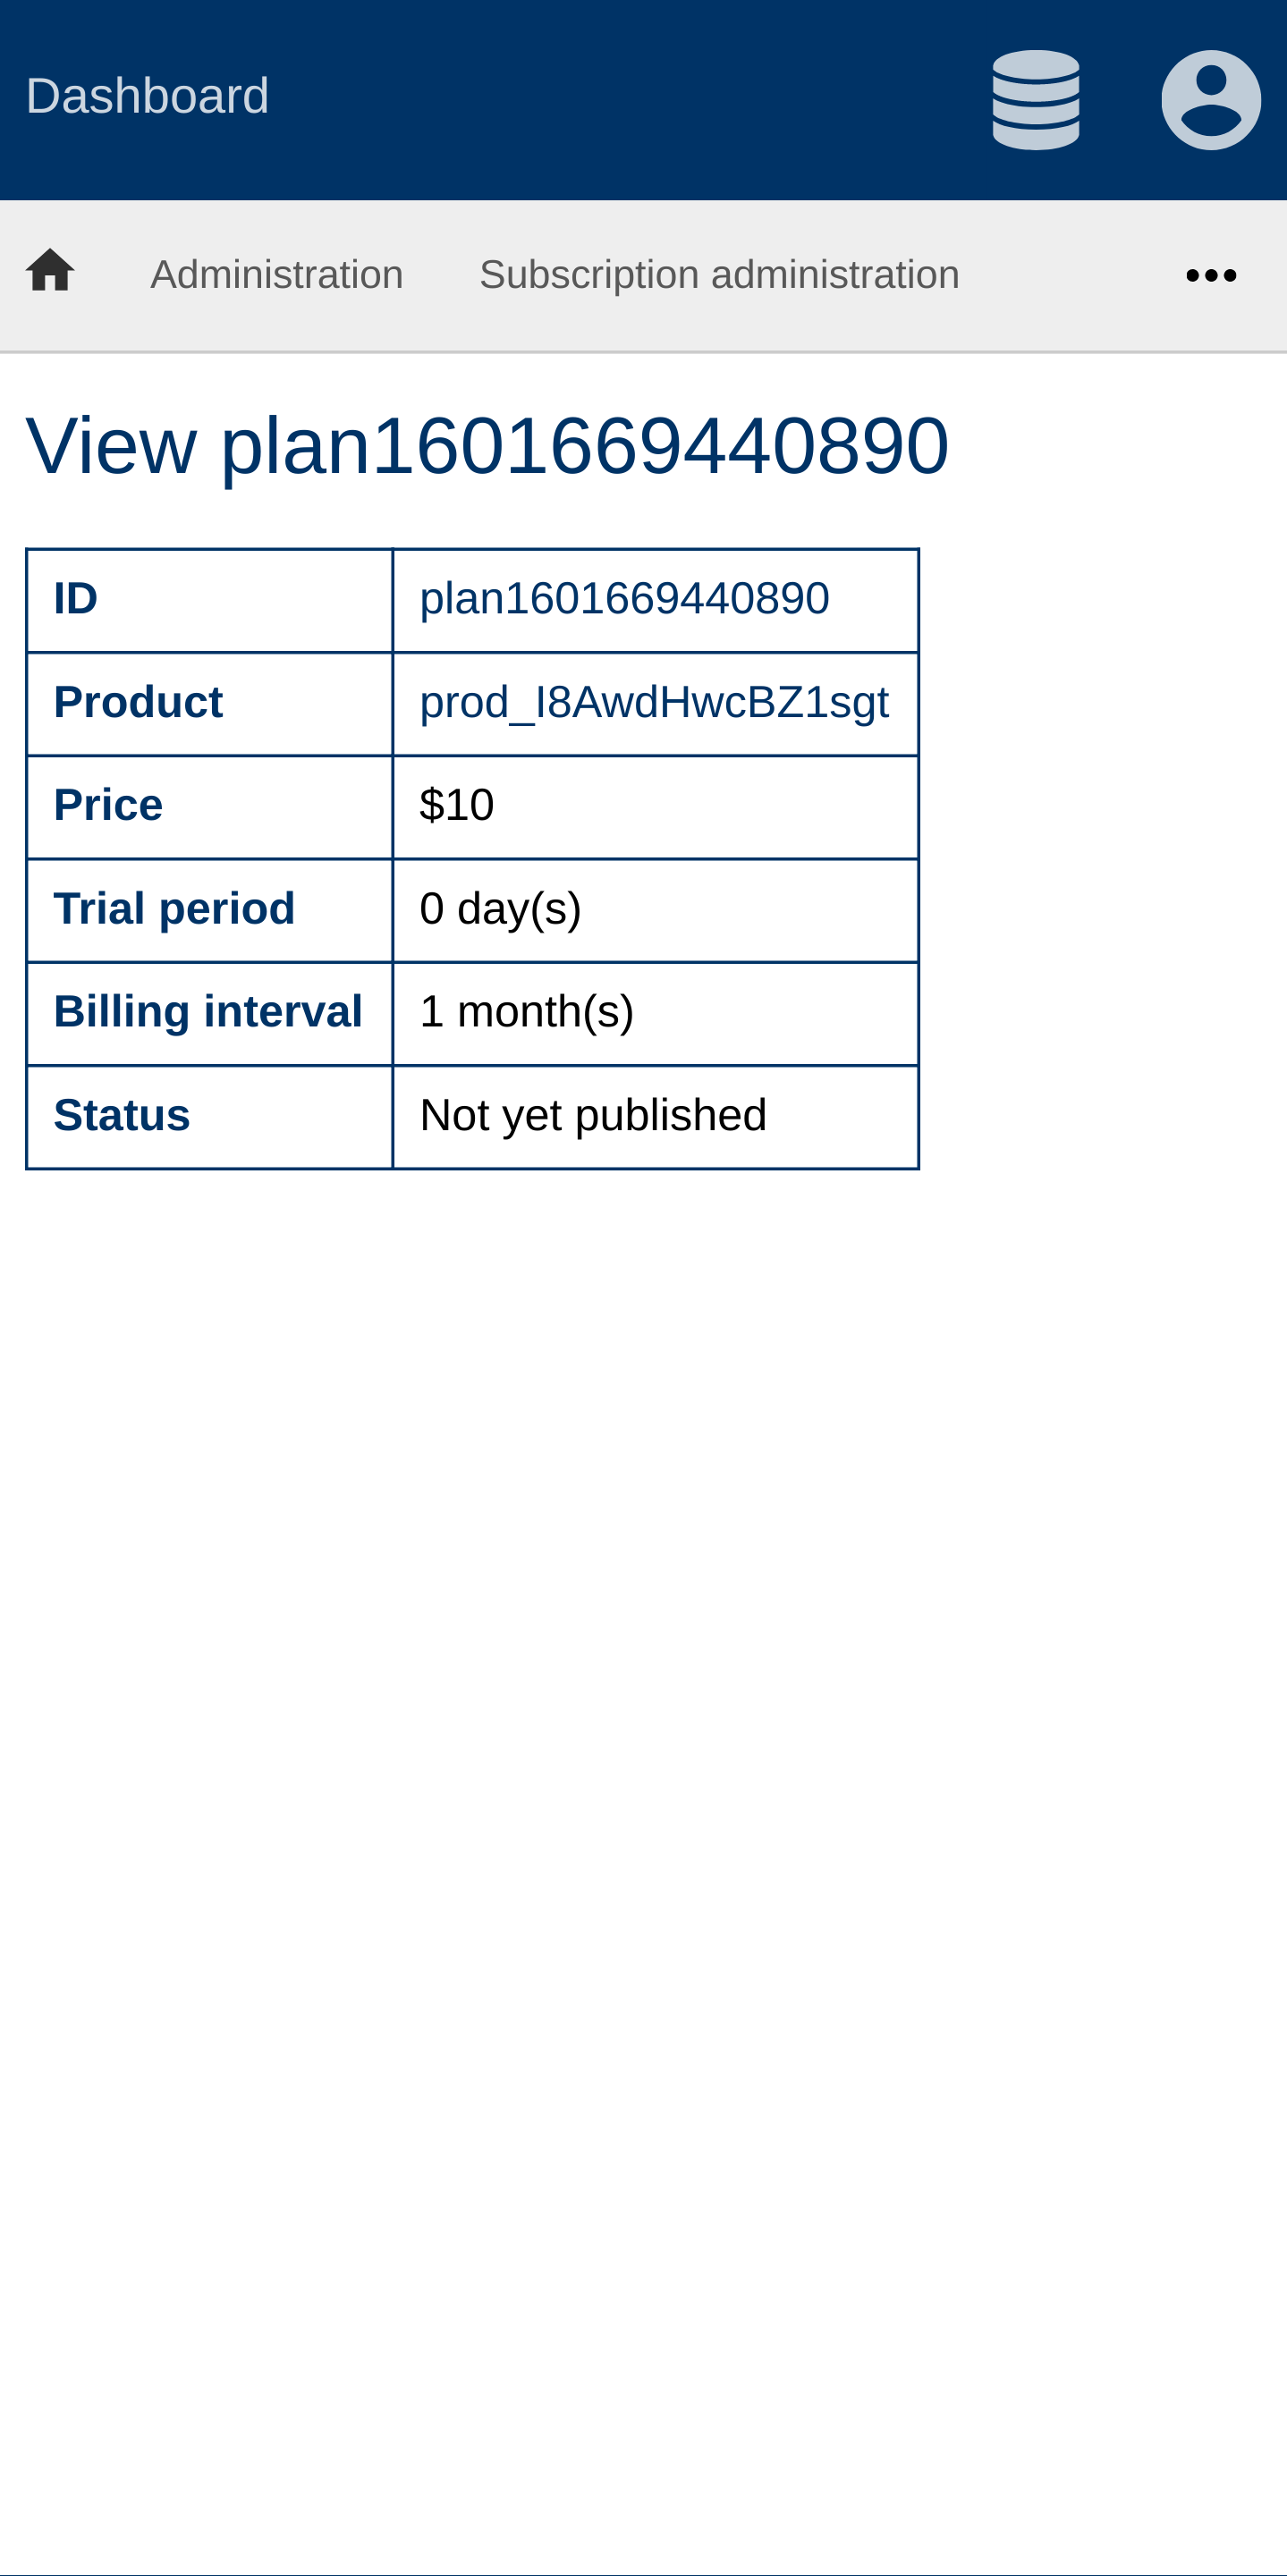 Dashboard
Administration Subscription administration
View plan1601669440890
ID plan1601669440890
Product prod_I8AwdHwcBZ1sgt
Price $10
Trial period 0 day(s)
Billing interval 1 month(s)
Status Not yet published